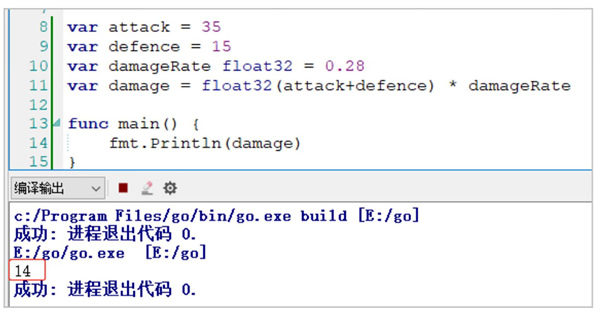 8 var attack = 35
9 var defence = 15
10 var damageRate float32 = 0.28
11 var damage = float32(attack+defence) * damageRate
12
13 func main() {
14 fmt.Println(damage)
15 }
编译输出
c:/Program Files/go/bin/go.exe build [E:/go]
成功: 进程退出代码 0.
E:/go/go.exe [E:/go]
14
成功: 进程退出代码 0.